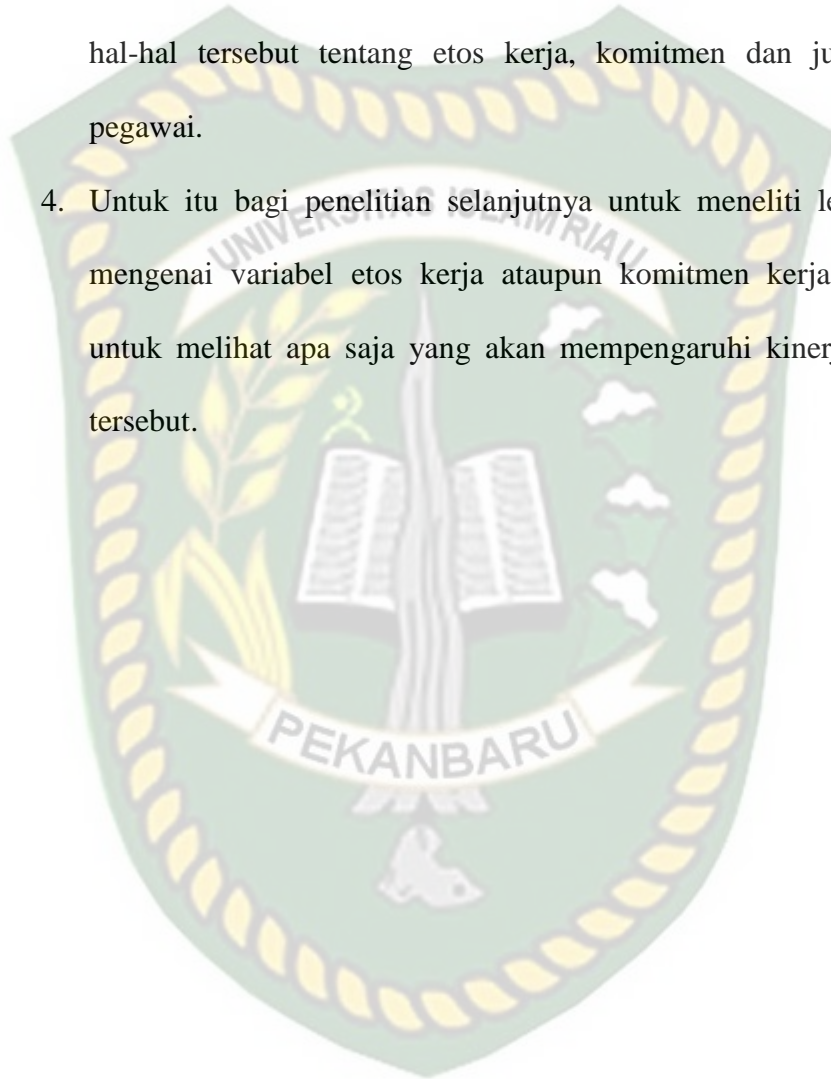 hal-hal tersebut tentang etos kerja, komitmen dan ju
pegawai.
4. Untuk itu bagi penelitian selanjutnya untuk meneliti le
mengenai variabel etos kerja ataupun komitmen kerja
untuk melihat apa saja yang akan mempengaruhi kinerj
tersebut.
UNIVERSITAS ISLAM RIAU
PEKANBARU